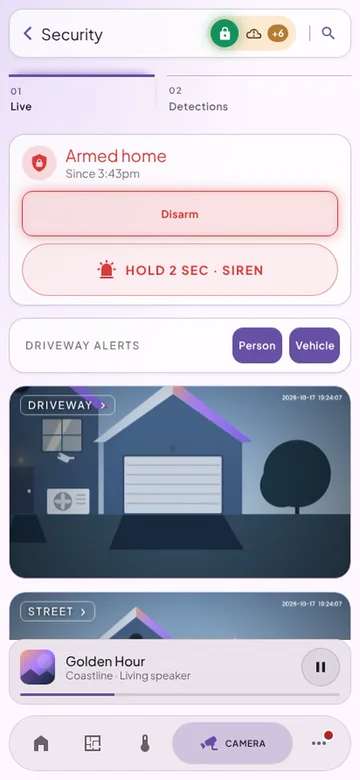 Security
+6
01
Live
02
Detections
Armed home
Since 3:43pm
Disarm
HOLD 2 SEC · SIREN
DRIVEWAY ALERTS
Person
Vehicle
DRIVEWAY >
2026-10-17 19:24:07
STREET >
2026-10-17 19:24:07
Golden Hour
Coastline · Living speaker
CAMERA